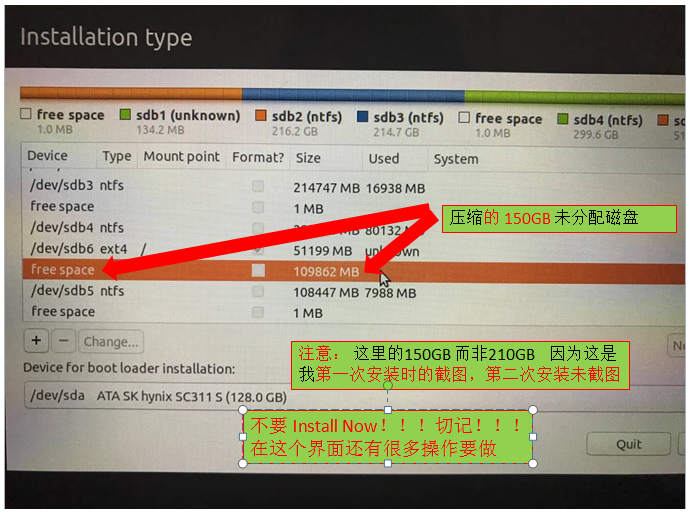 Installation type
free space sdb1 (unknown) sdb2 (ntfs) sdb3 (ntfs) free space sdb4 (ntfs)
1.0 MB 134.2 MB 216.2 GB 214.7 GB 1.0 MB 299.6 GB 51
Device Type Mount point Format? Size Used System
/dev/sdb3 ntfs 214747 MB 16938 MB
free space 1 MB
/dev/sdb4 ntfs 80132 MB
/dev/sdb6 ext4 / 51199 MB
free space 109862 MB
/dev/sdb5 ntfs 108447 MB 7988 MB
free space 1 MB
压缩的 150GB 未分配磁盘
+ − Change...
注意： 这里的150GB 而非210GB 因为这是
我第一次安装时的截图，第二次安装未截图
Device for boot loader installation:
/dev/sda ATA SK hynix SC311 S (128.0 GB)
不要 Install Now！！！切记！！！
在这个界面还有很多操作要做
Quit